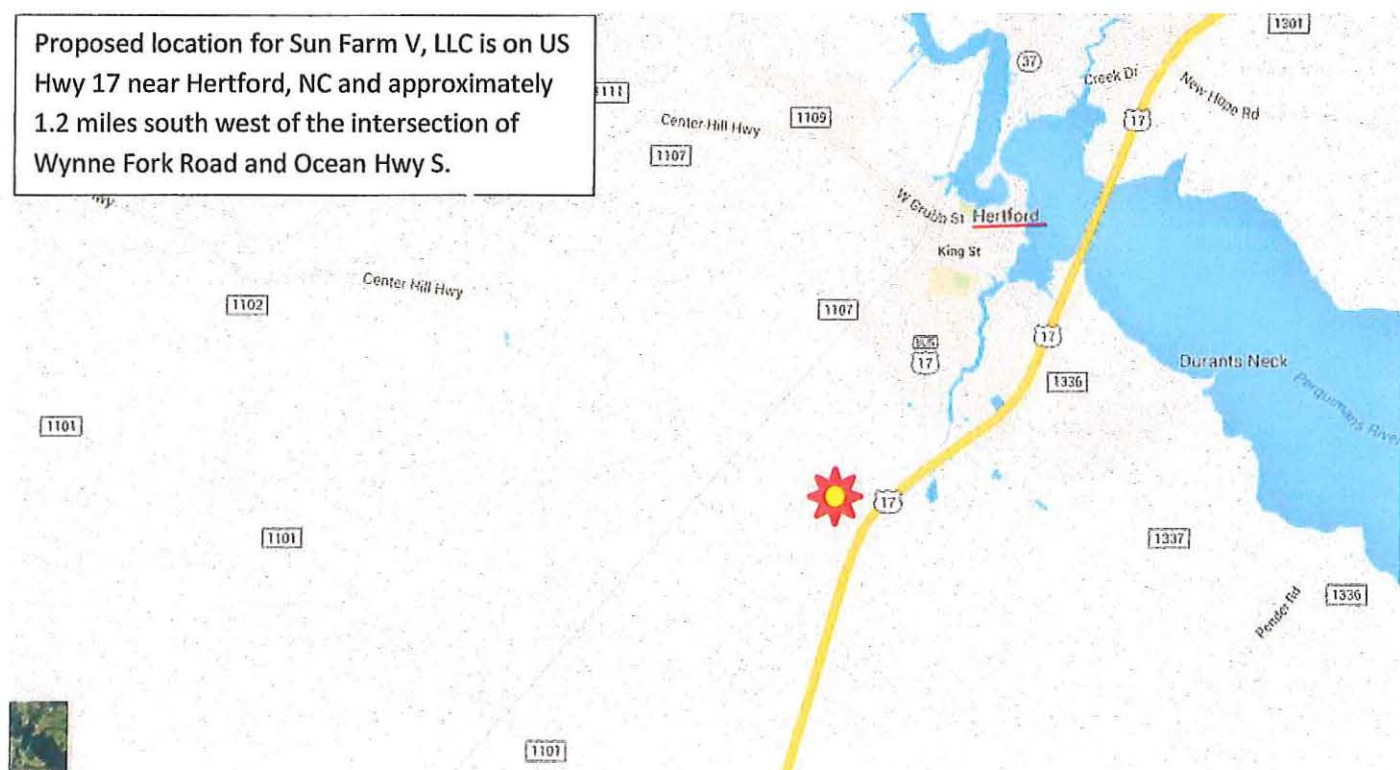 Proposed location for Sun Farm V, LLC is on US
Hwy 17 near Hertford, NC and approximately
1.2 miles south west of the intersection of
Wynne Fork Road and Ocean Hwy S.
1301
37
Creek Dr
New Hope Rd
17
1111
Center Hill Hwy
1109
1107
W Grubb St
Hertford
King St
Center Hill Hwy
1102
1107
BUS
17
17
1336
Durants Neck
Perquimans River
1101
17
1101
1337
1336
Pender Rd
1101